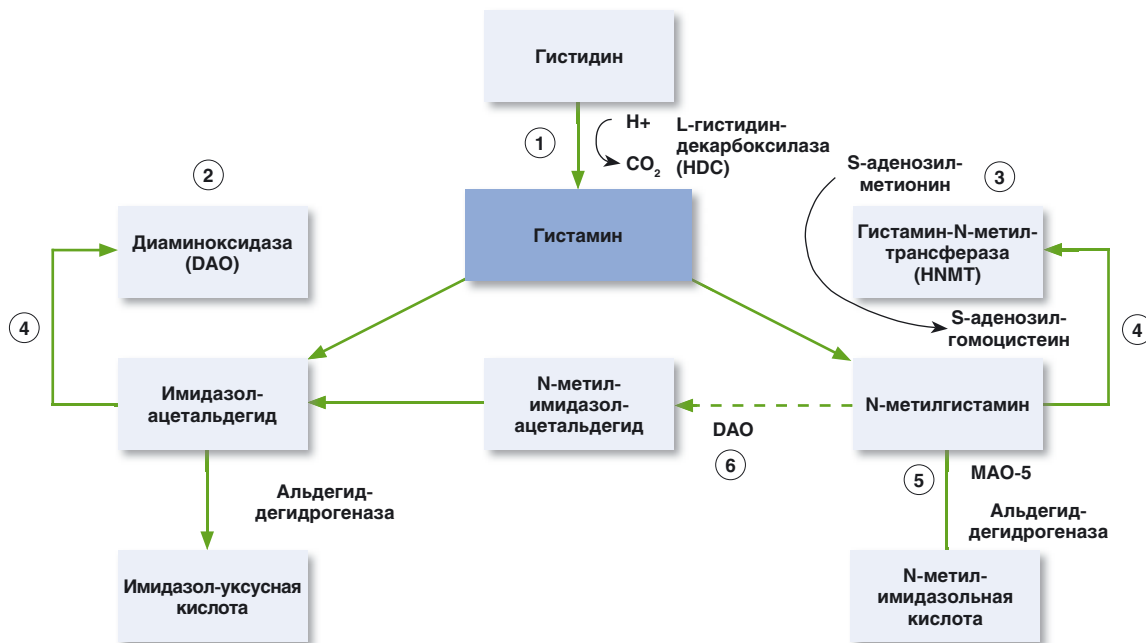 Гистидин
1
H+
CO₂
L-гистидин-
декарбоксилаза
(HDC)
2
Диаминоксидаза
(DAO)
Гистамин
S-аденозил-
метионин
3
Гистамин-N-метил-
трансфераза
(HNMT)
S-аденозил-
гомоцистеин
4
4
Имидазол-
ацетальдегид
N-метил-
имидазол-
ацетальдегид
DAO
6
N-метилгистамин
5
МАО-5
Альдегид-
дегидрогеназа
Альдегид-
дегидрогеназа
Имидазол-уксусная
кислота
N-метил-
имидазольная
кислота